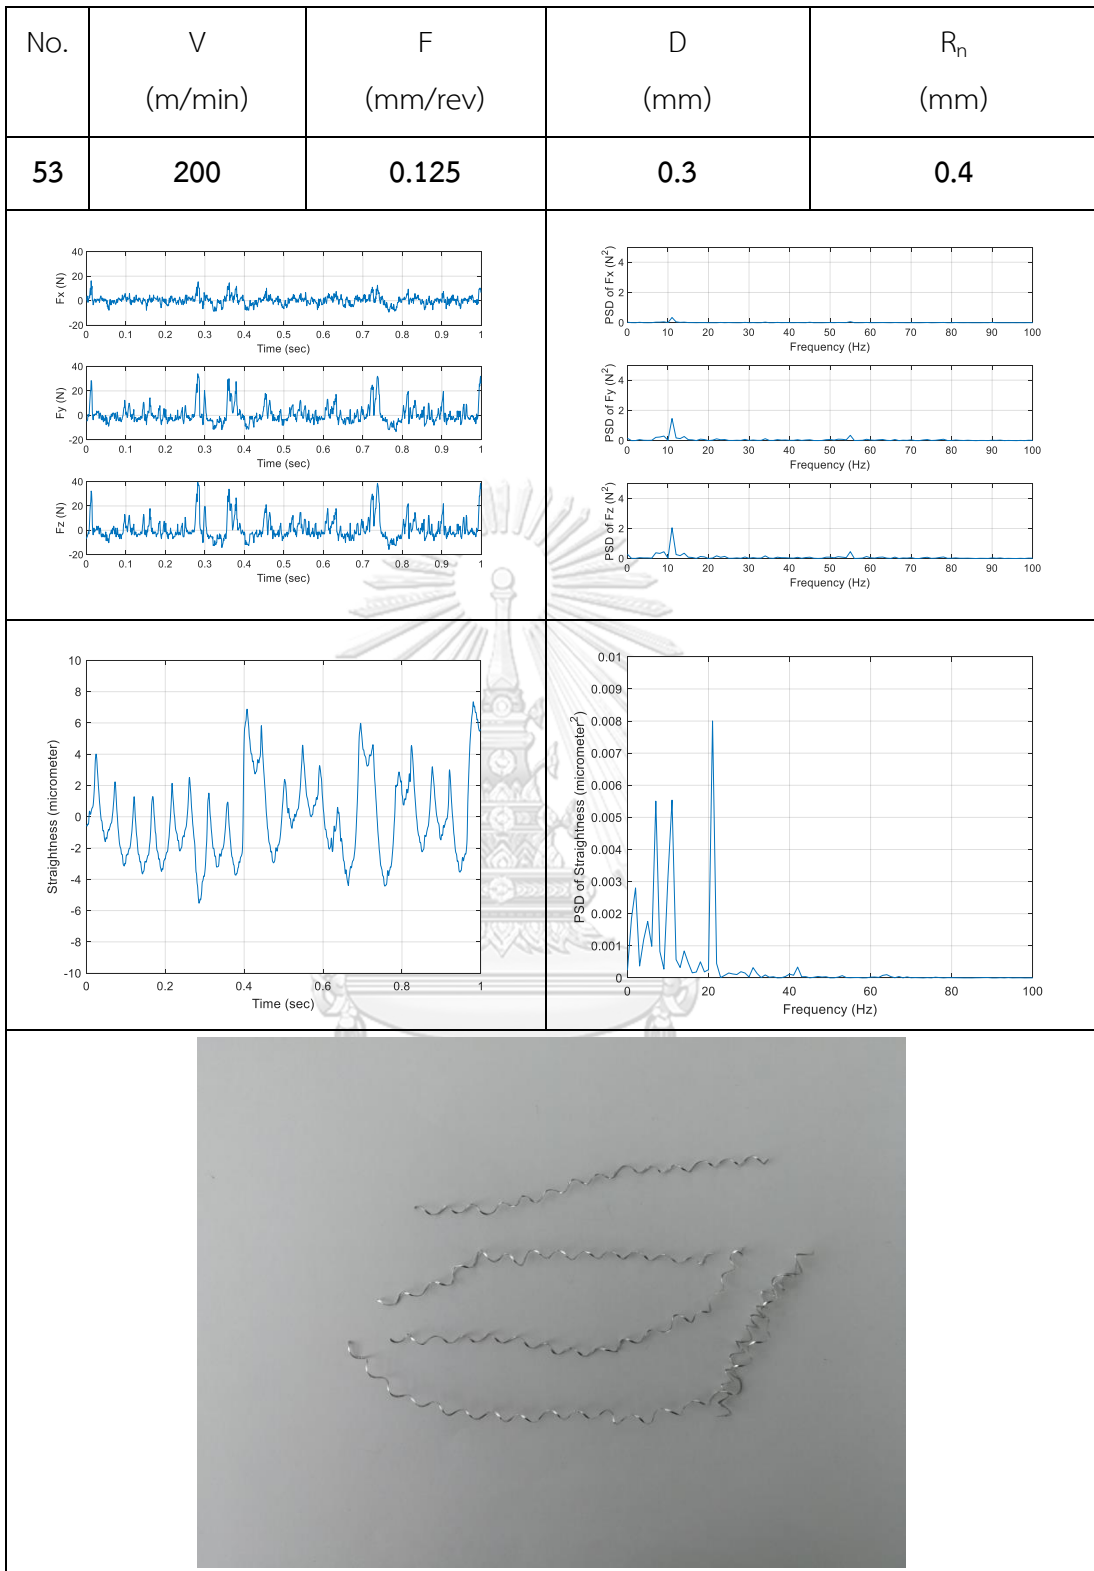 No. V F D Rn
(m/min) (mm/rev) (mm) (mm)
53 200 0.125 0.3 0.4
40
20
0
-20
Fx (N)
0 0.1 0.2 0.3 0.4 0.5 0.6 0.7 0.8 0.9 1
Time (sec)
40
20
0
-20
Fy (N)
0 0.1 0.2 0.3 0.4 0.5 0.6 0.7 0.8 0.9 1
Time (sec)
40
20
0
-20
Fz (N)
0 0.1 0.2 0.3 0.4 0.5 0.6 0.7 0.8 0.9 1
Time (sec)
4
2
0
PSD of Fx (N²)
0 10 20 30 40 50 60 70 80 90 100
Frequency (Hz)
4
2
0
PSD of Fy (N²)
0 10 20 30 40 50 60 70 80 90 100
Frequency (Hz)
4
2
0
PSD of Fz (N²)
0 10 20 30 40 50 60 70 80 90 100
Frequency (Hz)
10
8
6
4
2
0
-2
-4
-6
-8
-10
Straightness (micrometer)
0 0.2 0.4 0.6 0.8 1
Time (sec)
0.01
0.009
0.008
0.007
0.006
0.005
0.004
0.003
0.002
0.001
0
PSD of Straightness (micrometer²)
0 20 40 60 80 100
Frequency (Hz)